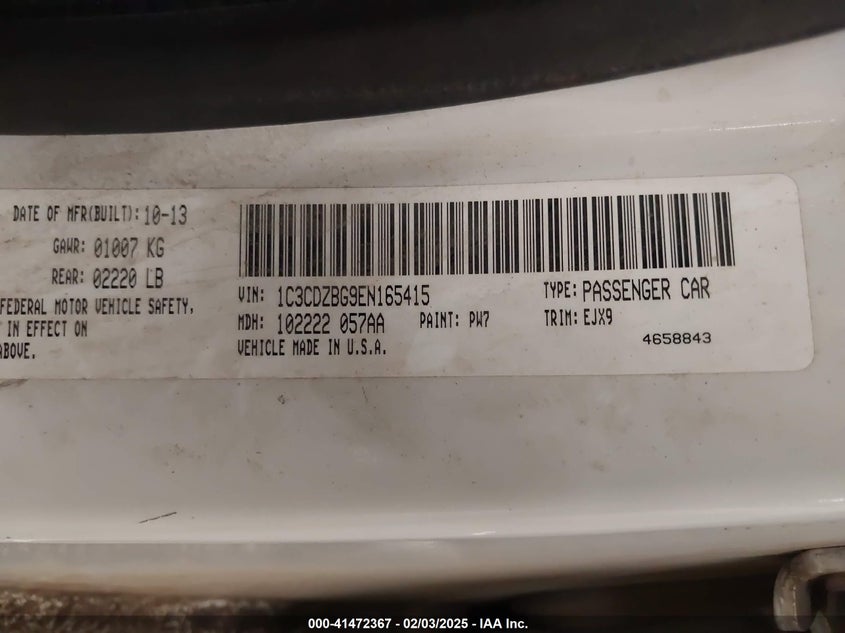 DATE OF MFR(BUILT): 10-13
GAWR: 01007 KG
REAR: 02220 LB
FEDERAL MOTOR VEHICLE SAFETY,
IN EFFECT ON
ABOVE.
VIN: 1C3CDZBG9EN165415 TYPE: PASSENGER CAR
MDH: 102222 057AA PAINT: PW7 TRIM: EJX9
VEHICLE MADE IN U.S.A. 4658843
000-41472367 - 02/03/2025 - IAA Inc.